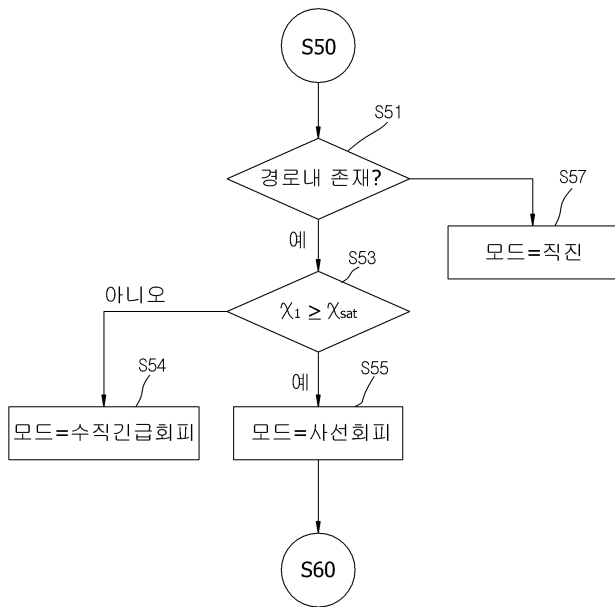 S50
S51
경로내 존재?
S57
모드=직진
예
S53
χ₁ ≥ χsat
아니오
예
S54
모드=수직긴급회피
S55
모드=사선회피
S60